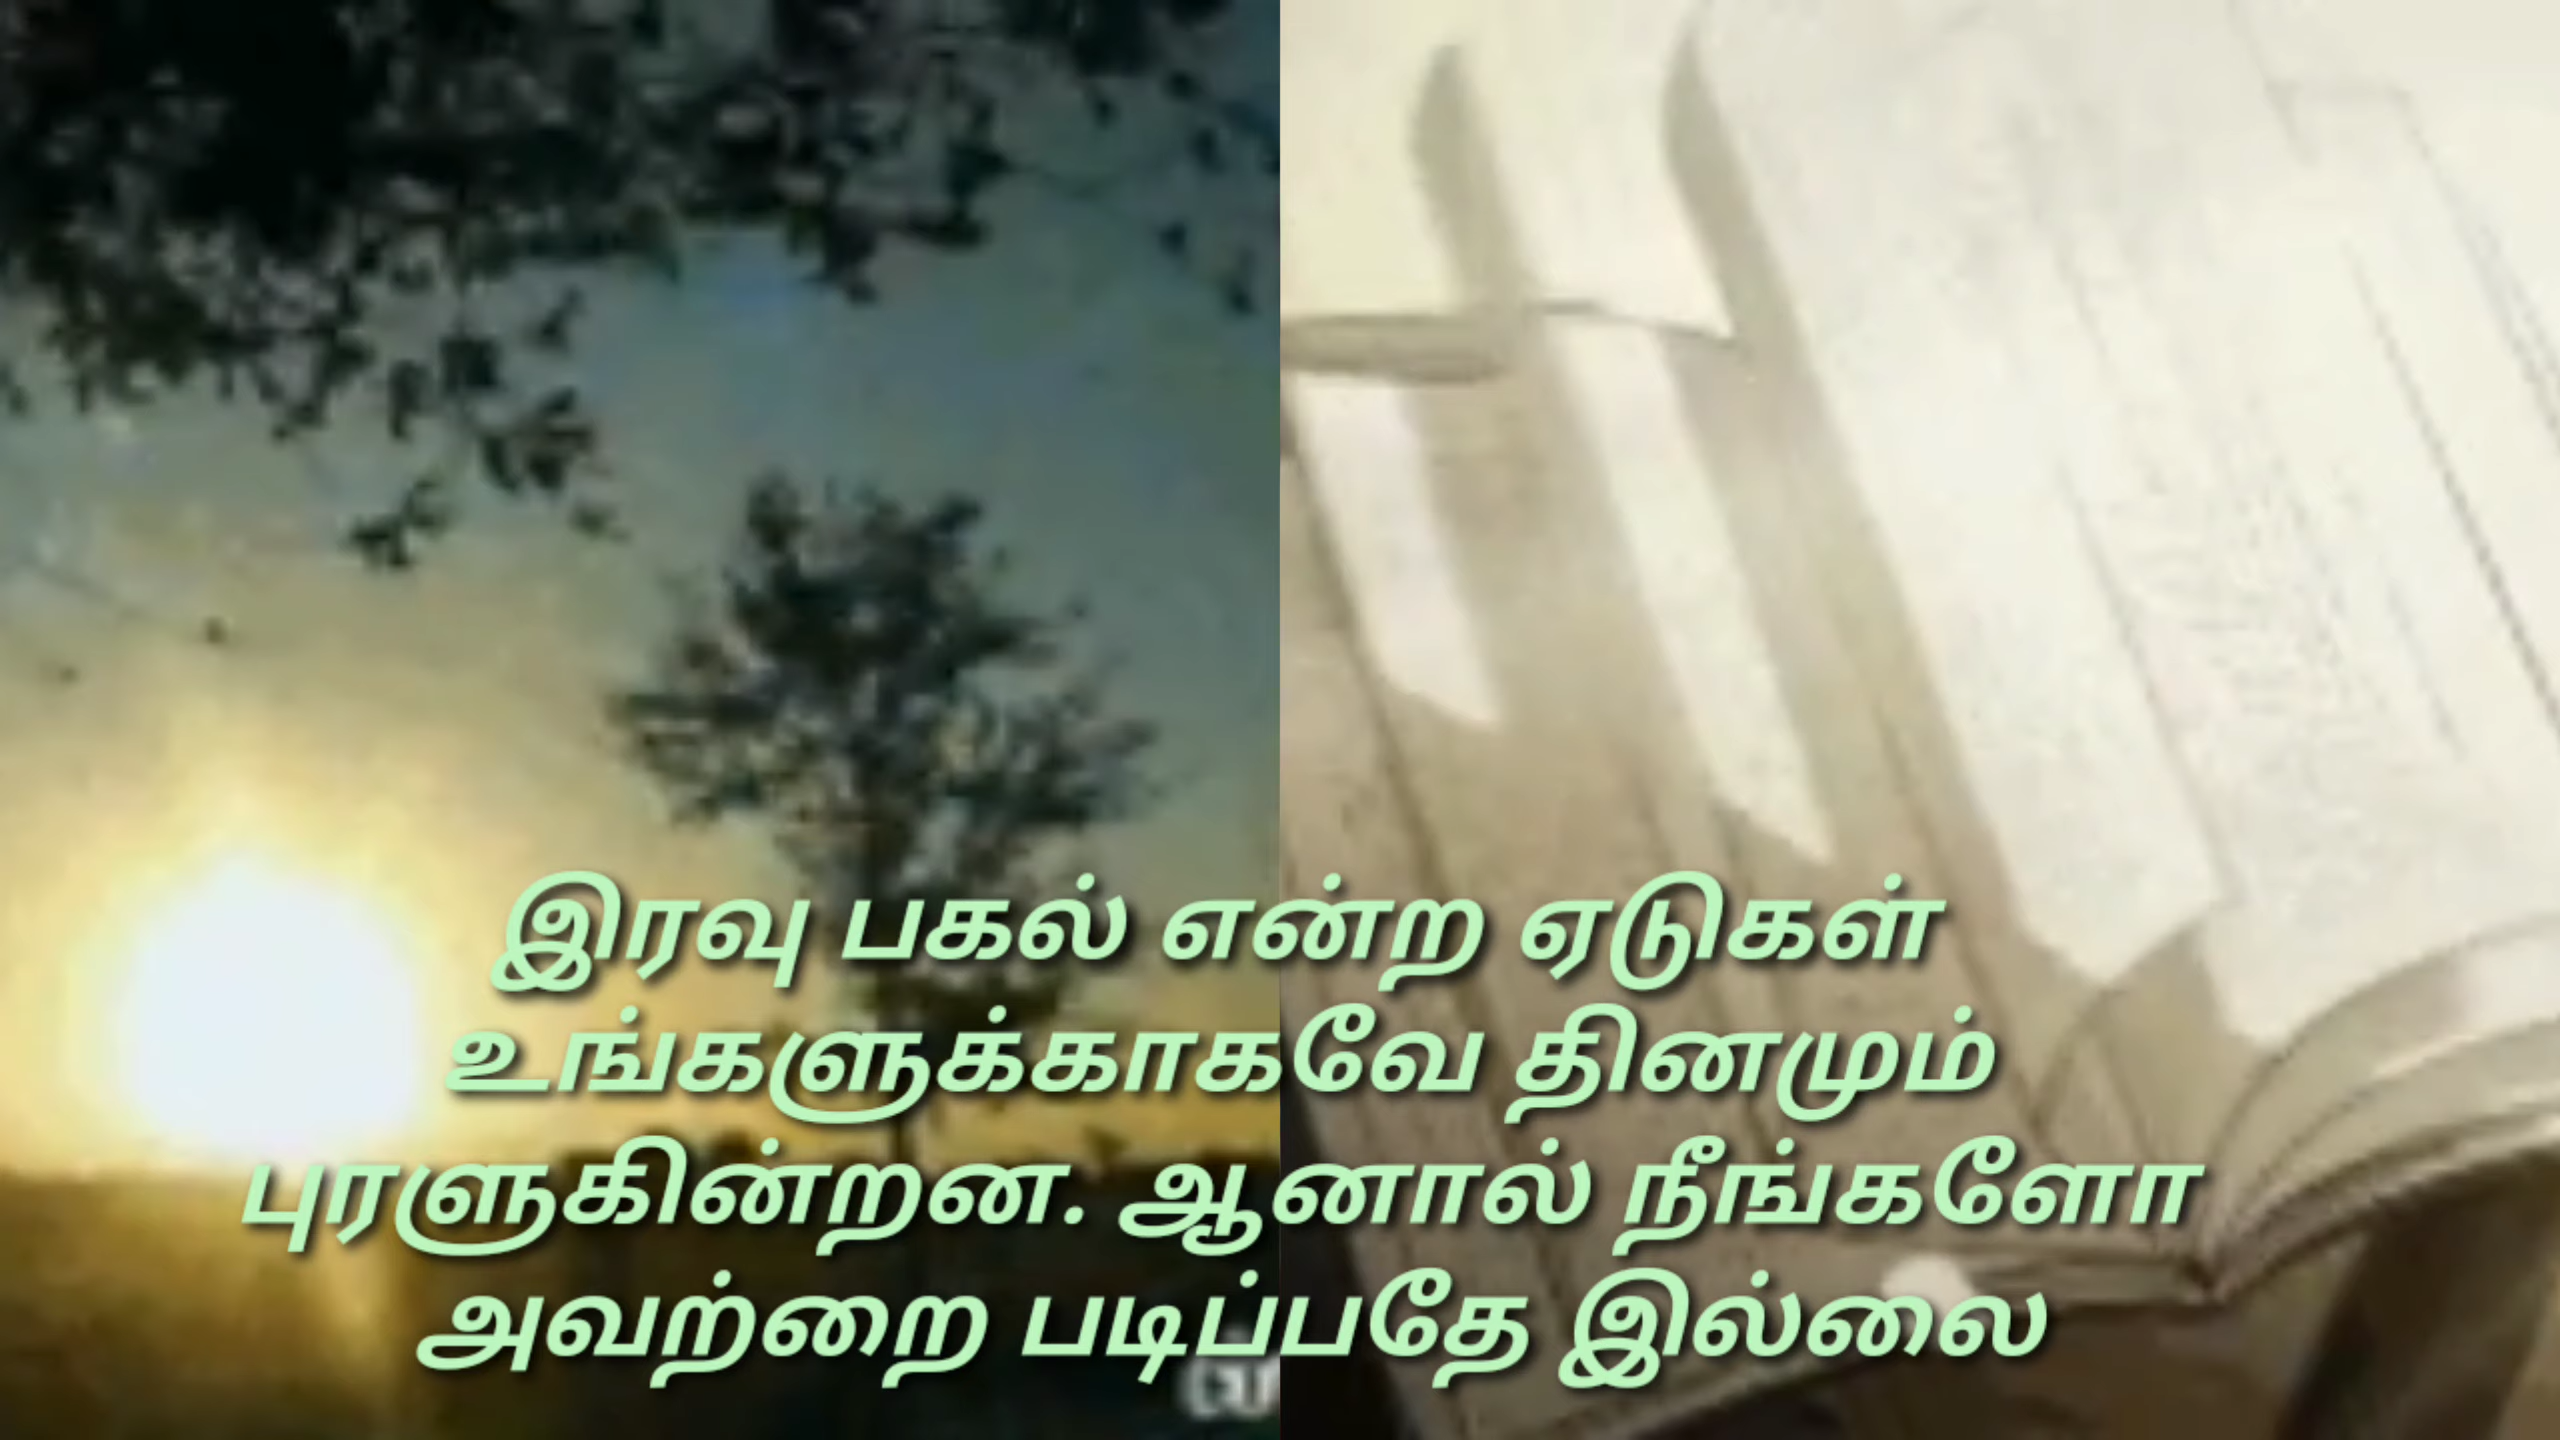 இரவு பகல் என்ற ஏடுகள்
உங்களுக்காகவே தினமும்
புரளுகின்றன. ஆனால் நீங்களோ
அவற்றை படிப்பதே இல்லை